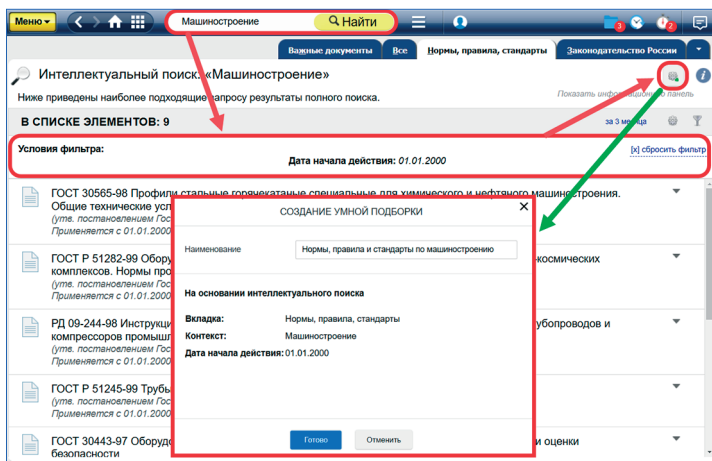 Меню
Машиностроение
Найти
3
2
Важные документы
Все
Нормы, правила, стандарты
Законодательство России
Интеллектуальный поиск: «Машиностроение»
Ниже приведены наиболее подходящие запросу результаты полного поиска.
Показать информационную панель
В СПИСКЕ ЭЛЕМЕНТОВ: 9
за 3 месяца
Условия фильтра:
[x] сбросить фильтр
Дата начала действия: 01.01.2000
ГОСТ 30565-98 Профили стальные горячекатаные специальные для химического и нефтяного машиностроения.
Общие технические усл
(утв. постановлением Гос
Применяется с 01.01.2000
ГОСТ Р 51282-99 Обору
космических
комплексов. Нормы про
(утв. постановлением Гос
Применяется с 01.01.2000
РД 09-244-98 Инструкци
убопроводов и
компрессоров промышл
(утв. постановлением Гос
Применяется с 01.01.2000
ГОСТ Р 51245-99 Трубы
(утв. постановлением Гос
Применяется с 01.01.2000
ГОСТ 30443-97 Оборудо
и оценки
безопасности
СОЗДАНИЕ УМНОЙ ПОДБОРКИ
Наименование
Нормы, правила и стандарты по машиностроению
На основании интеллектуального поиска
Вкладка: Нормы, правила, стандарты
Контекст: Машиностроение
Дата начала действия: 01.01.2000
Готово
Отменить